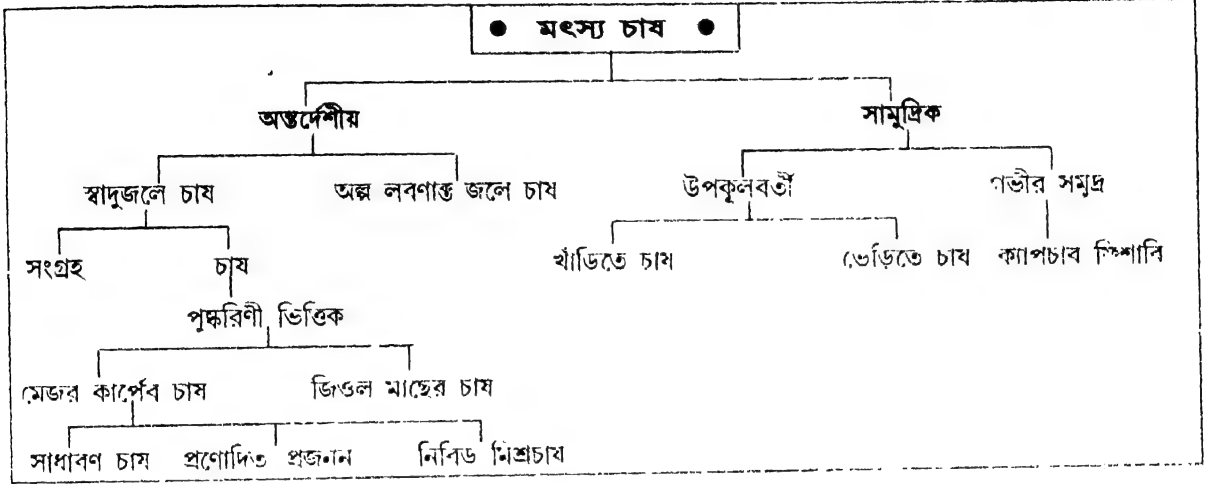 ● মৎস্য চাষ ●
অন্তর্দেশীয় সামুদ্রিক
স্বাদুজলে চাষ অল্প লবণাক্ত জলে চাষ উপকূলবর্তী গভীর সমুদ্র
সংগ্রহ চাষ খাঁড়িতে চাষ ভেড়িতে চাষ ক্যাপচার ফিশারি
পুষ্করিণী ভিত্তিক
মেজর কার্পের চাষ জিওল মাছের চাষ
সাধারণ চাষ প্রণোদিত প্রজনন নিবিড় মিশ্রচাষ